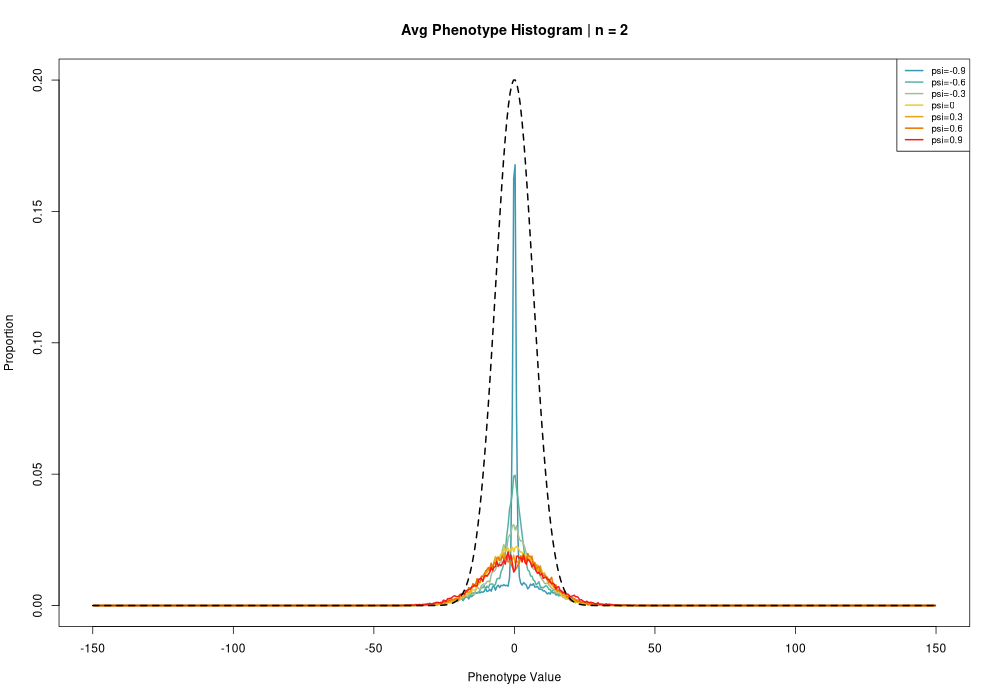 Avg Phenotype Histogram | n = 2
psi=-0.9
psi=-0.6
psi=-0.3
psi=0
psi=0.3
psi=0.6
psi=0.9
Proportion
0.20
0.15
0.10
0.05
0.00
-150 -100 -50 0 50 100 150
Phenotype Value